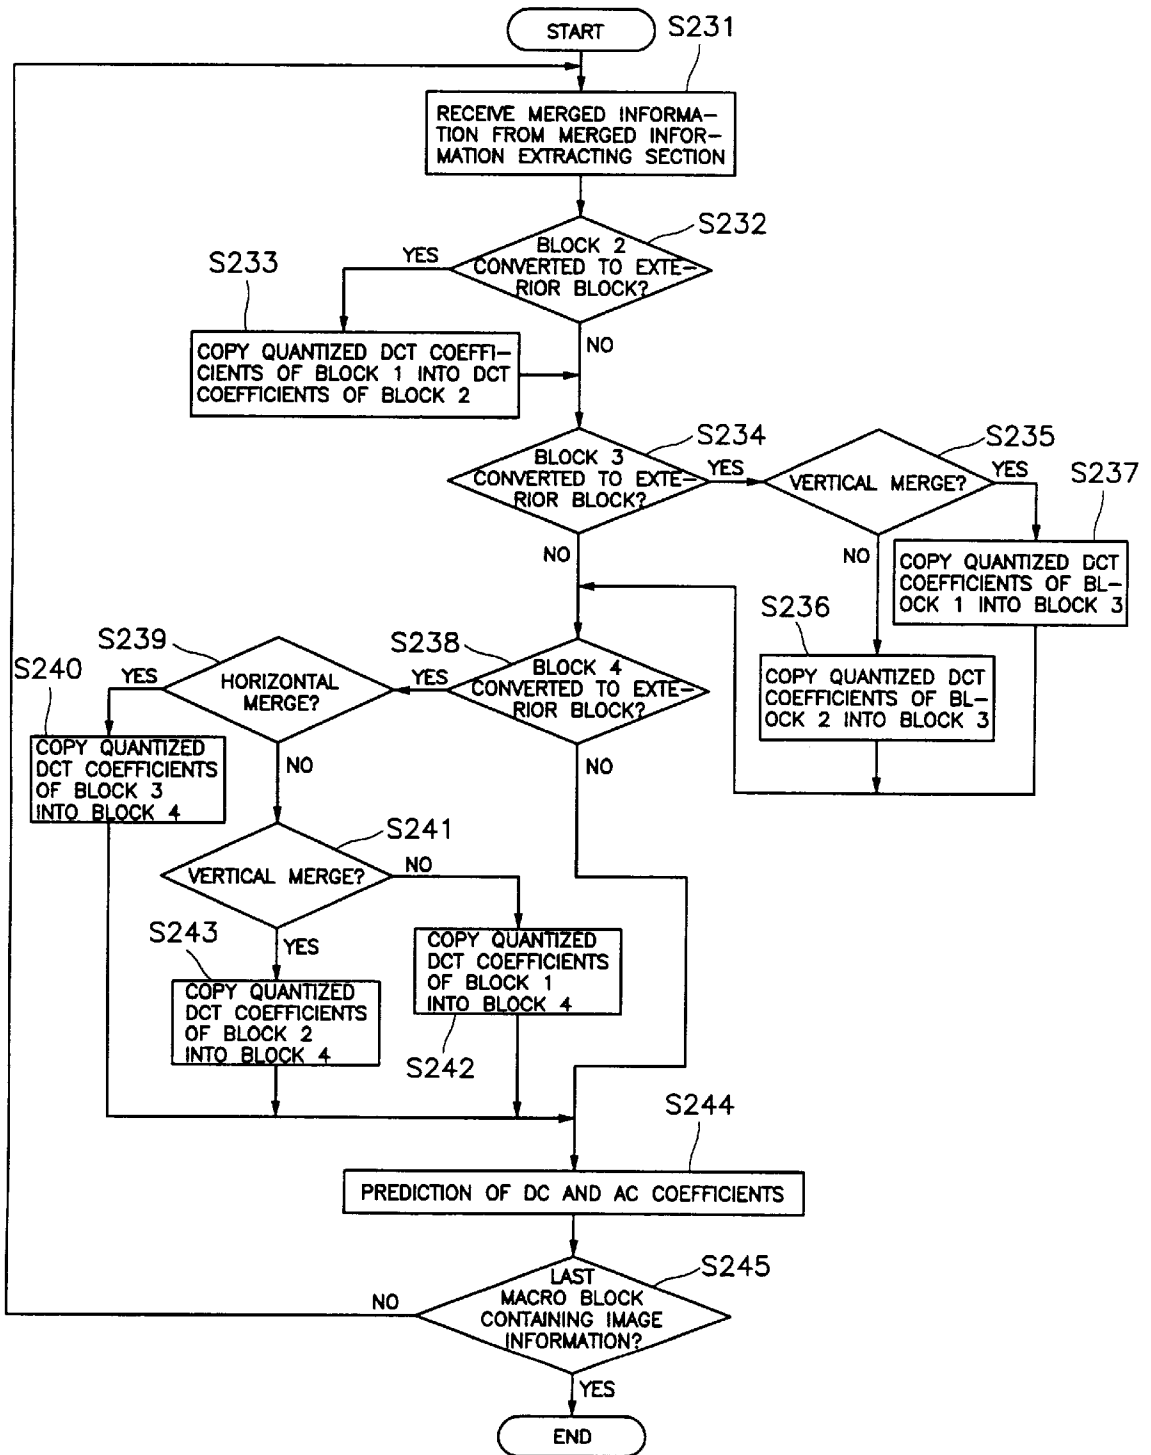 START
S231
RECEIVE MERGED INFORMA-
TION FROM MERGED INFOR-
MATION EXTRACTING SECTION
S232
BLOCK 2
CONVERTED TO EXTE-
RIOR BLOCK?
YES
NO
S233
COPY QUANTIZED DCT COEFFI-
CIENTS OF BLOCK 1 INTO DCT
COEFFICIENTS OF BLOCK 2
S234
BLOCK 3
CONVERTED TO EXTE-
RIOR BLOCK?
YES
NO
S235
VERTICAL MERGE?
YES
NO
S237
COPY QUANTIZED DCT
COEFFICIENTS OF BL-
OCK 1 INTO BLOCK 3
S236
COPY QUANTIZED DCT
COEFFICIENTS OF BL-
OCK 2 INTO BLOCK 3
S238
BLOCK 4
CONVERTED TO EXTE-
RIOR BLOCK?
YES
NO
S239
HORIZONTAL
MERGE?
YES
NO
S240
COPY QUANTIZED
DCT COEFFICIENTS
OF BLOCK 3
INTO BLOCK 4
S241
VERTICAL MERGE?
NO
YES
S243
COPY QUANTIZED
DCT COEFFICIENTS
OF BLOCK 2
INTO BLOCK 4
COPY QUANTIZED
DCT COEFFICIENTS
OF BLOCK 1
INTO BLOCK 4
S242
S244
PREDICTION OF DC AND AC COEFFICIENTS
S245
LAST
MACRO BLOCK
CONTAINING IMAGE
INFORMATION?
NO
YES
END